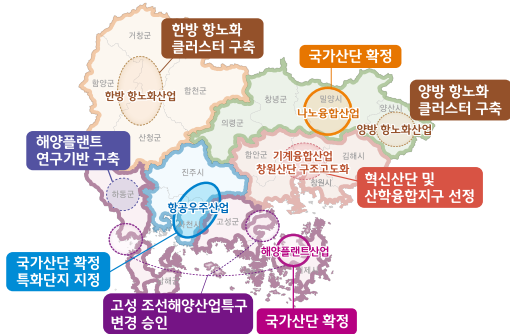 한방 항노화
클러스터 구축
거창군
국가산단 확정
함양군
한방 항노화산업
합천군
창녕군
밀양시
나노융합산업
양산시
양방 항노화
클러스터 구축
의령군
양방 항노화산업
산청군
해양플랜트
연구기반 구축
함안군
기계융합산업
창원산단 구조고도화
김해시
진주시
창원시
혁신산단 및
산학융합지구 선정
하동군
항공우주산업
사천시
고성군
해양플랜트산업
국가산단 확정
특화단지 지정
고성 조선해양산업특구
변경 승인
국가산단 확정